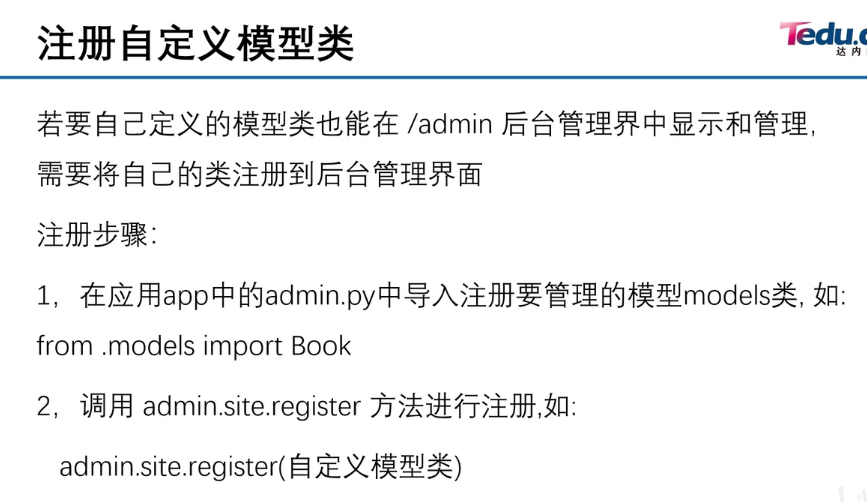 注册自定义模型类
Tedu.c
达内
若要自己定义的模型类也能在 /admin 后台管理界中显示和管理,
需要将自己的类注册到后台管理界面
注册步骤:
1, 在应用app中的admin.py中导入注册要管理的模型models类, 如:
from .models import Book
2, 调用 admin.site.register 方法进行注册,如:
admin.site.register(自定义模型类)